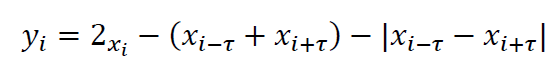 yᵢ = 2ₓᵢ − (xᵢ₋τ + xᵢ₊τ) − |xᵢ₋τ − xᵢ₊τ|